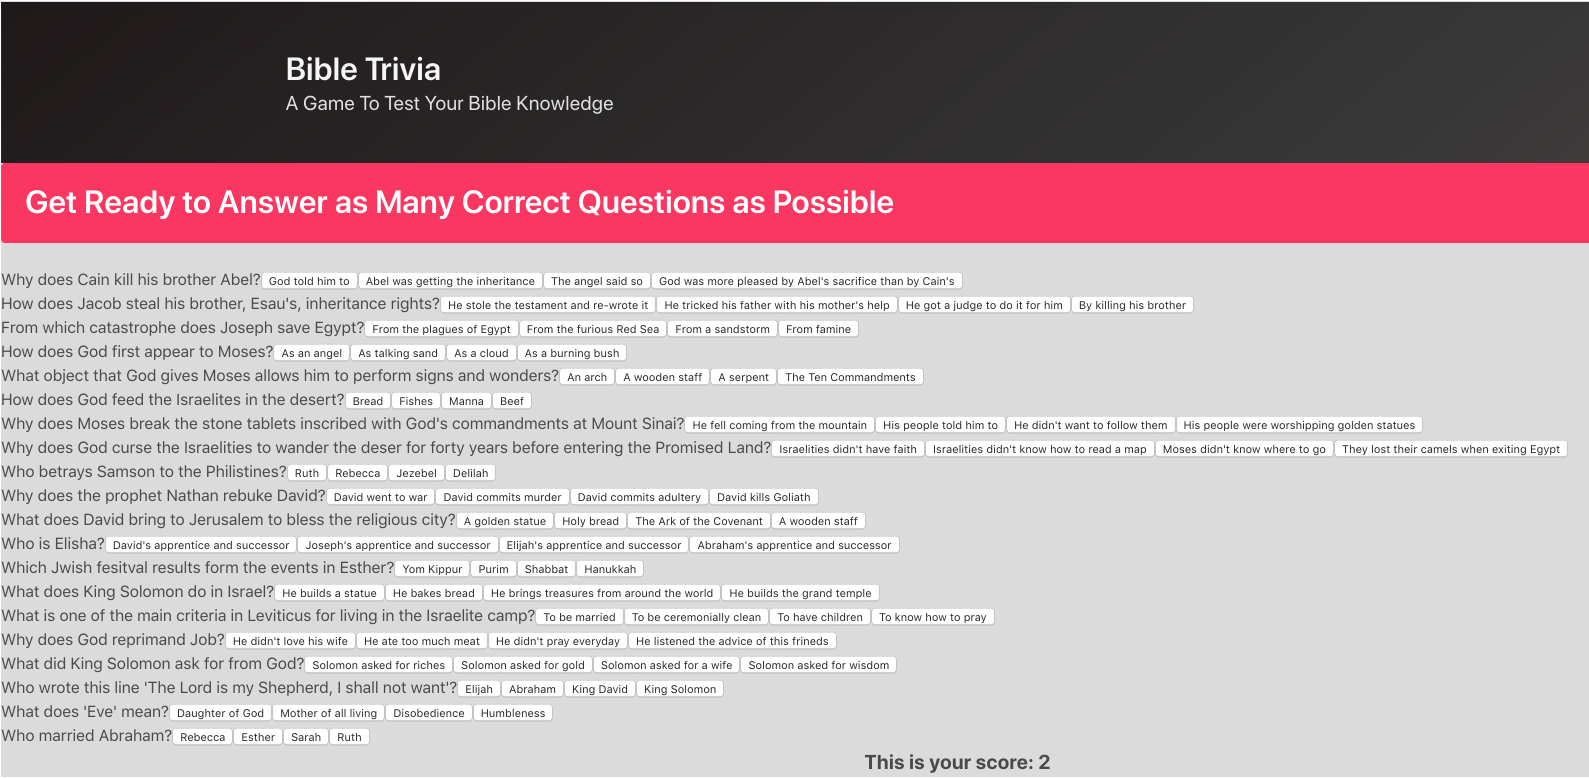 Bible Trivia
A Game To Test Your Bible Knowledge
Get Ready to Answer as Many Correct Questions as Possible
Why does Cain kill his brother Abel? God told him to Abel was getting the inheritance The angel said so God was more pleased by Abel's sacrifice than by Cain's
How does Jacob steal his brother, Esau's, inheritance rights? He stole the testament and re-wrote it He tricked his father with his mother's help He got a judge to do it for him By killing his brother
From which catastrophe does Joseph save Egypt? From the plagues of Egypt From the furious Red Sea From a sandstorm From famine
How does God first appear to Moses? As an angel As talking sand As a cloud As a burning bush
What object that God gives Moses allows him to perform signs and wonders? An arch A wooden staff A serpent The Ten Commandments
How does God feed the Israelites in the desert? Bread Fishes Manna Beef
Why does Moses break the stone tablets inscribed with God's commandments at Mount Sinai? He fell coming from the mountain His people told him to He didn't want to follow them His people were worshipping golden statues
Why does God curse the Israelities to wander the deser for forty years before entering the Promised Land? Israelities didn't have faith Israelities didn't know how to read a map Moses didn't know where to go They lost their camels when exiting Egypt
Who betrays Samson to the Philistines? Ruth Rebecca Jezebel Delilah
Why does the prophet Nathan rebuke David? David went to war David commits murder David commits adultery David kills Goliath
What does David bring to Jerusalem to bless the religious city? A golden statue Holy bread The Ark of the Covenant A wooden staff
Who is Elisha? David's apprentice and successor Joseph's apprentice and successor Elijah's apprentice and successor Abraham's apprentice and successor
Which Jwish fesitval results form the events in Esther? Yom Kippur Purim Shabbat Hanukkah
What does King Solomon do in Israel? He builds a statue He bakes bread He brings treasures from around the world He builds the grand temple
What is one of the main criteria in Leviticus for living in the Israelite camp? To be married To be ceremonially clean To have children To know how to pray
Why does God reprimand Job? He didn't love his wife He ate too much meat He didn't pray everyday He listened the advice of this frineds
What did King Solomon ask for from God? Solomon asked for riches Solomon asked for gold Solomon asked for a wife Solomon asked for wisdom
Who wrote this line 'The Lord is my Shepherd, I shall not want'? Elijah Abraham King David King Solomon
What does 'Eve' mean? Daughter of God Mother of all living Disobedience Humbleness
Who married Abraham? Rebecca Esther Sarah Ruth
This is your score: 2